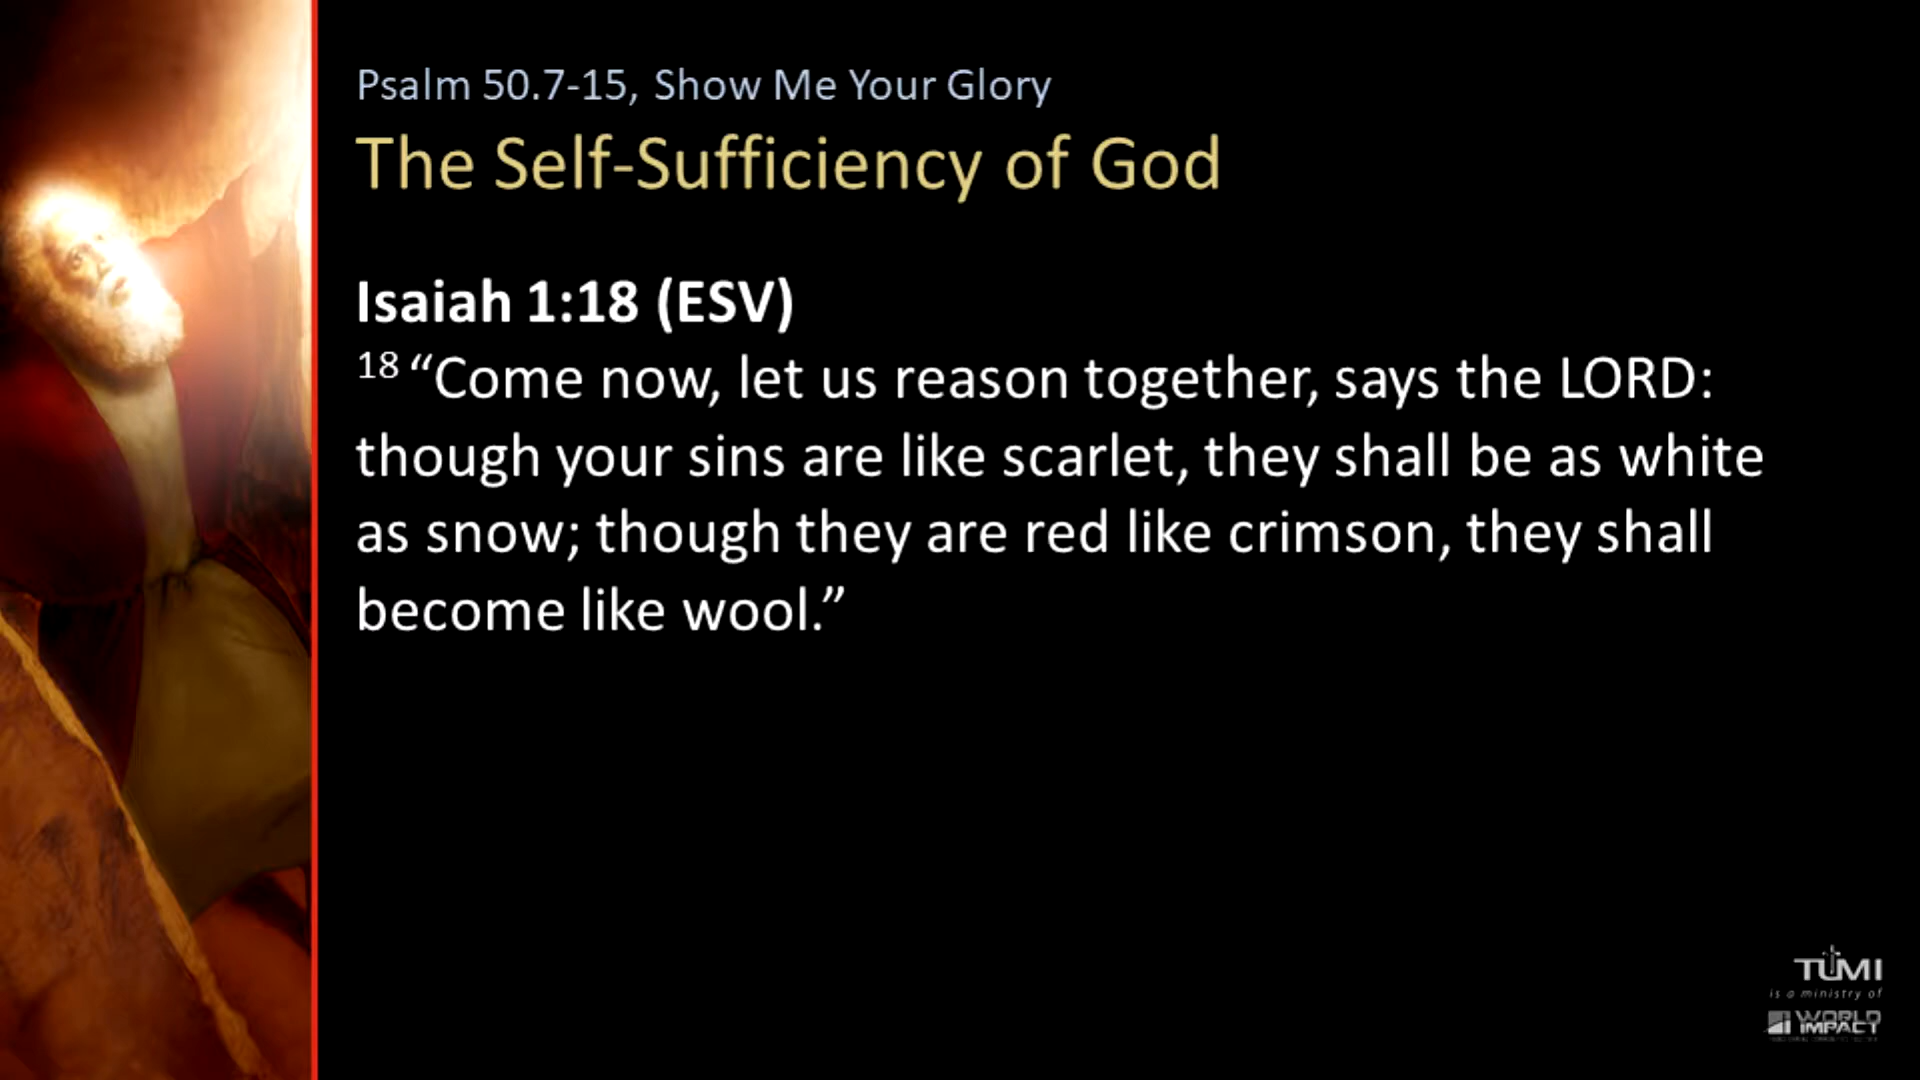 Psalm 50.7-15, Show Me Your Glory
The Self-Sufficiency of God
Isaiah 1:18 (ESV)
18 “Come now, let us reason together, says the LORD:
though your sins are like scarlet, they shall be as white
as snow; though they are red like crimson, they shall
become like wool.”
TUMI
is a ministry of
WORLD
IMPACT